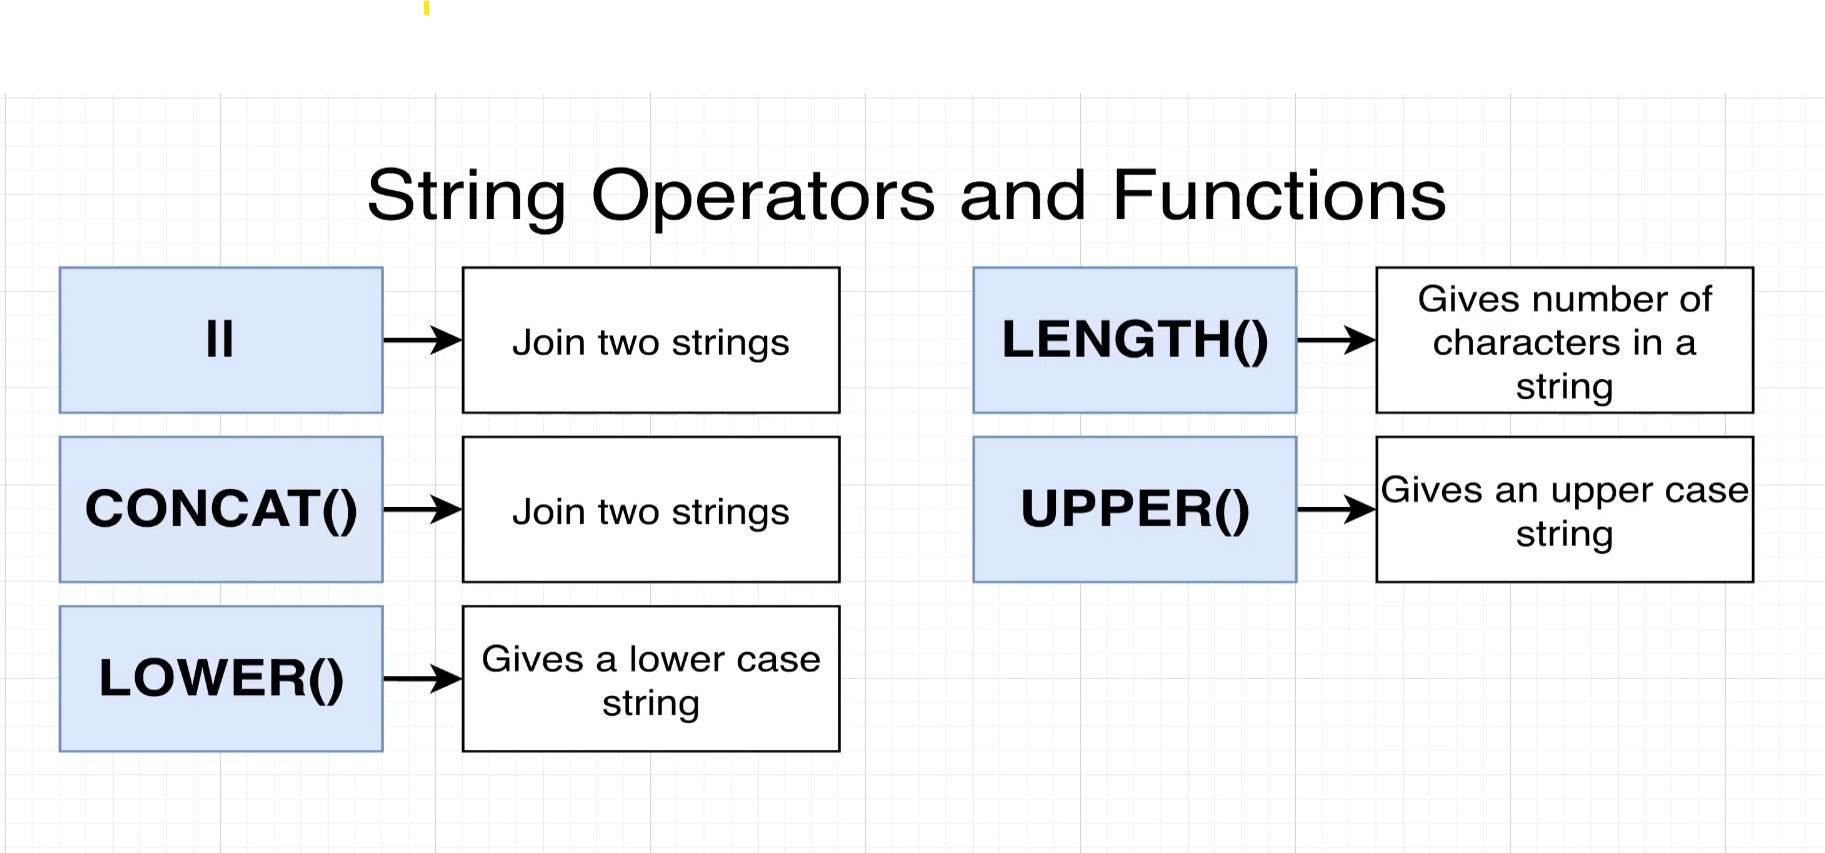 String Operators and Functions
||
Join two strings
CONCAT()
Join two strings
LOWER()
Gives a lower case
string
LENGTH()
Gives number of
characters in a
string
UPPER()
Gives an upper case
string